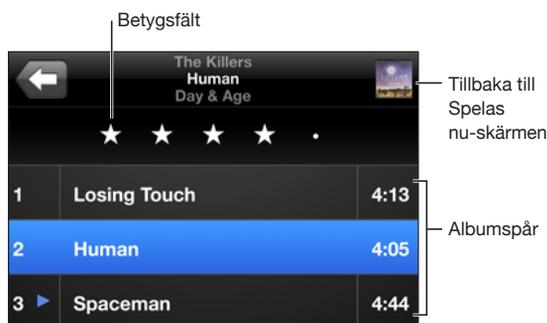 Betygsfält
The Killers
Human
Day & Age
Tillbaka till
Spelas
nu-skärmen
1 Losing Touch 4:13
2 Human 4:05
3 Spaceman 4:44
Albumspår